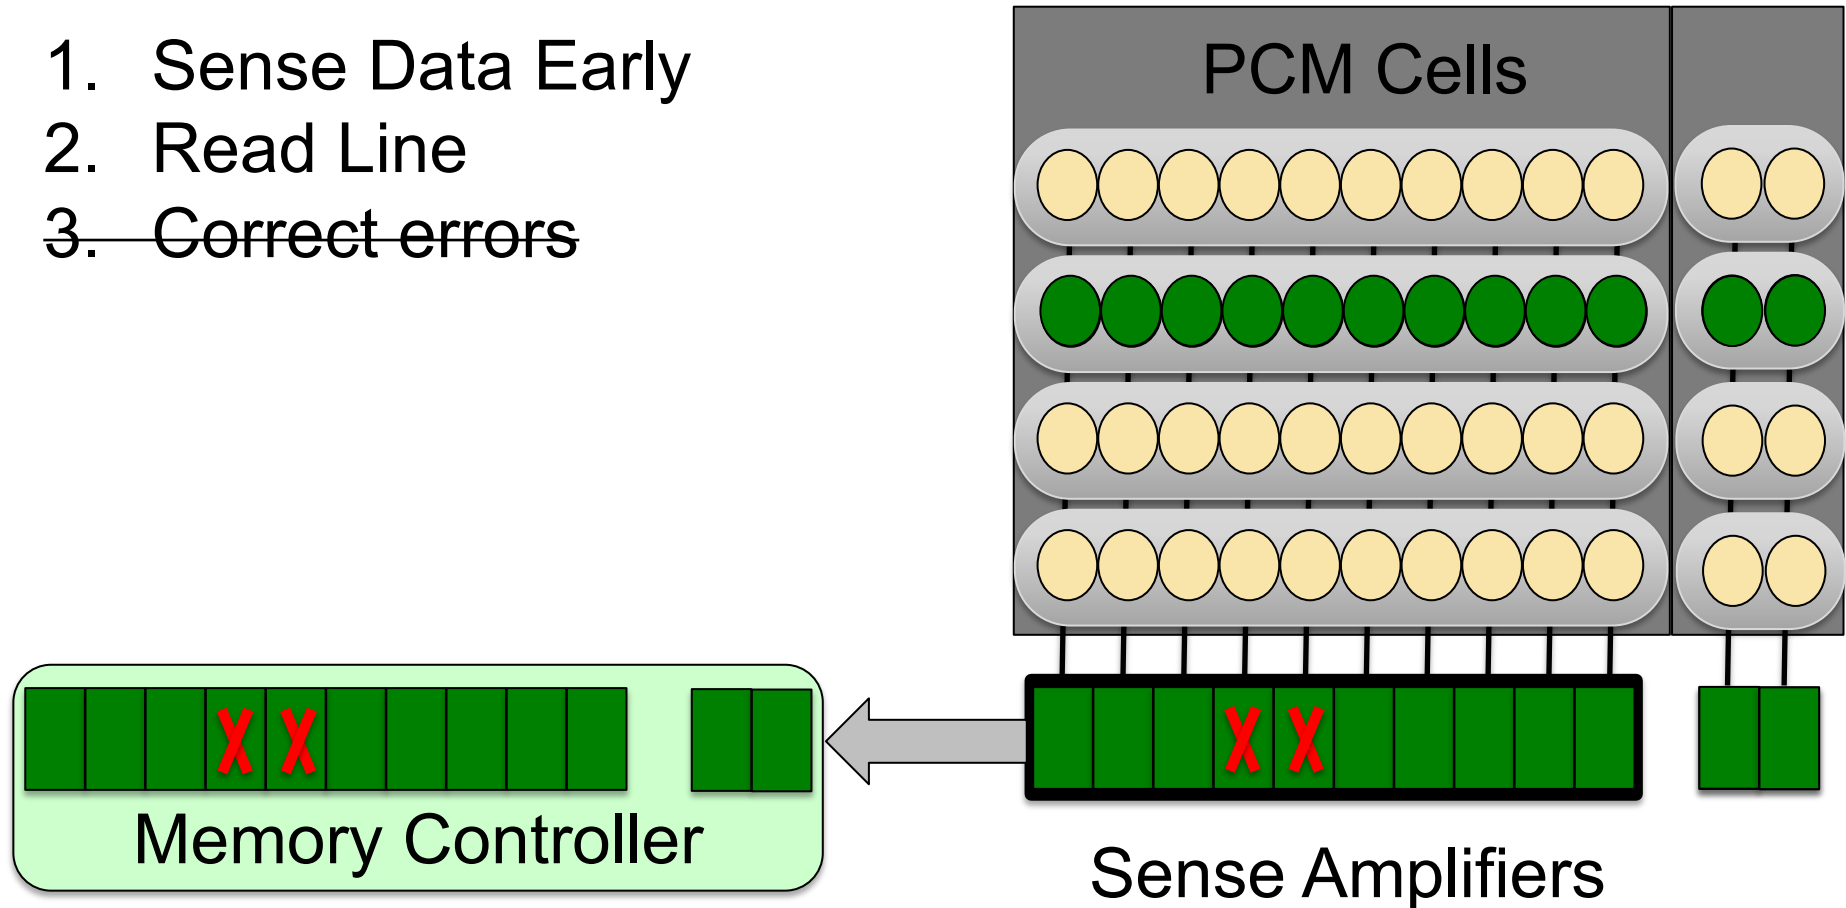 1. Sense Data Early
2. Read Line
3. Correct errors
PCM Cells
Memory Controller
Sense Amplifiers